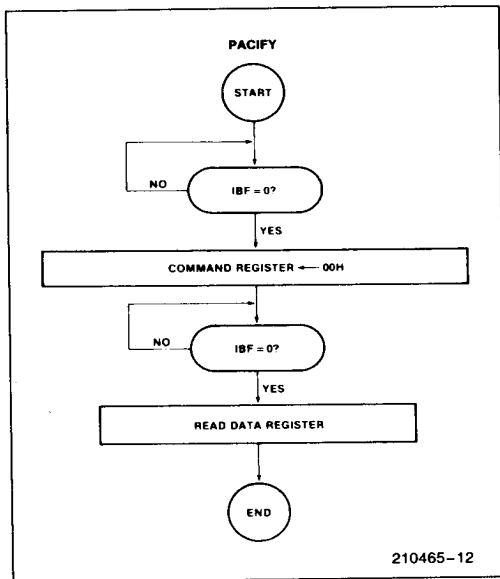 PACIFY
START
NO
IBF = 0?
YES
COMMAND REGISTER ← 00H
NO
IBF = 0?
YES
READ DATA REGISTER
END
210465-12